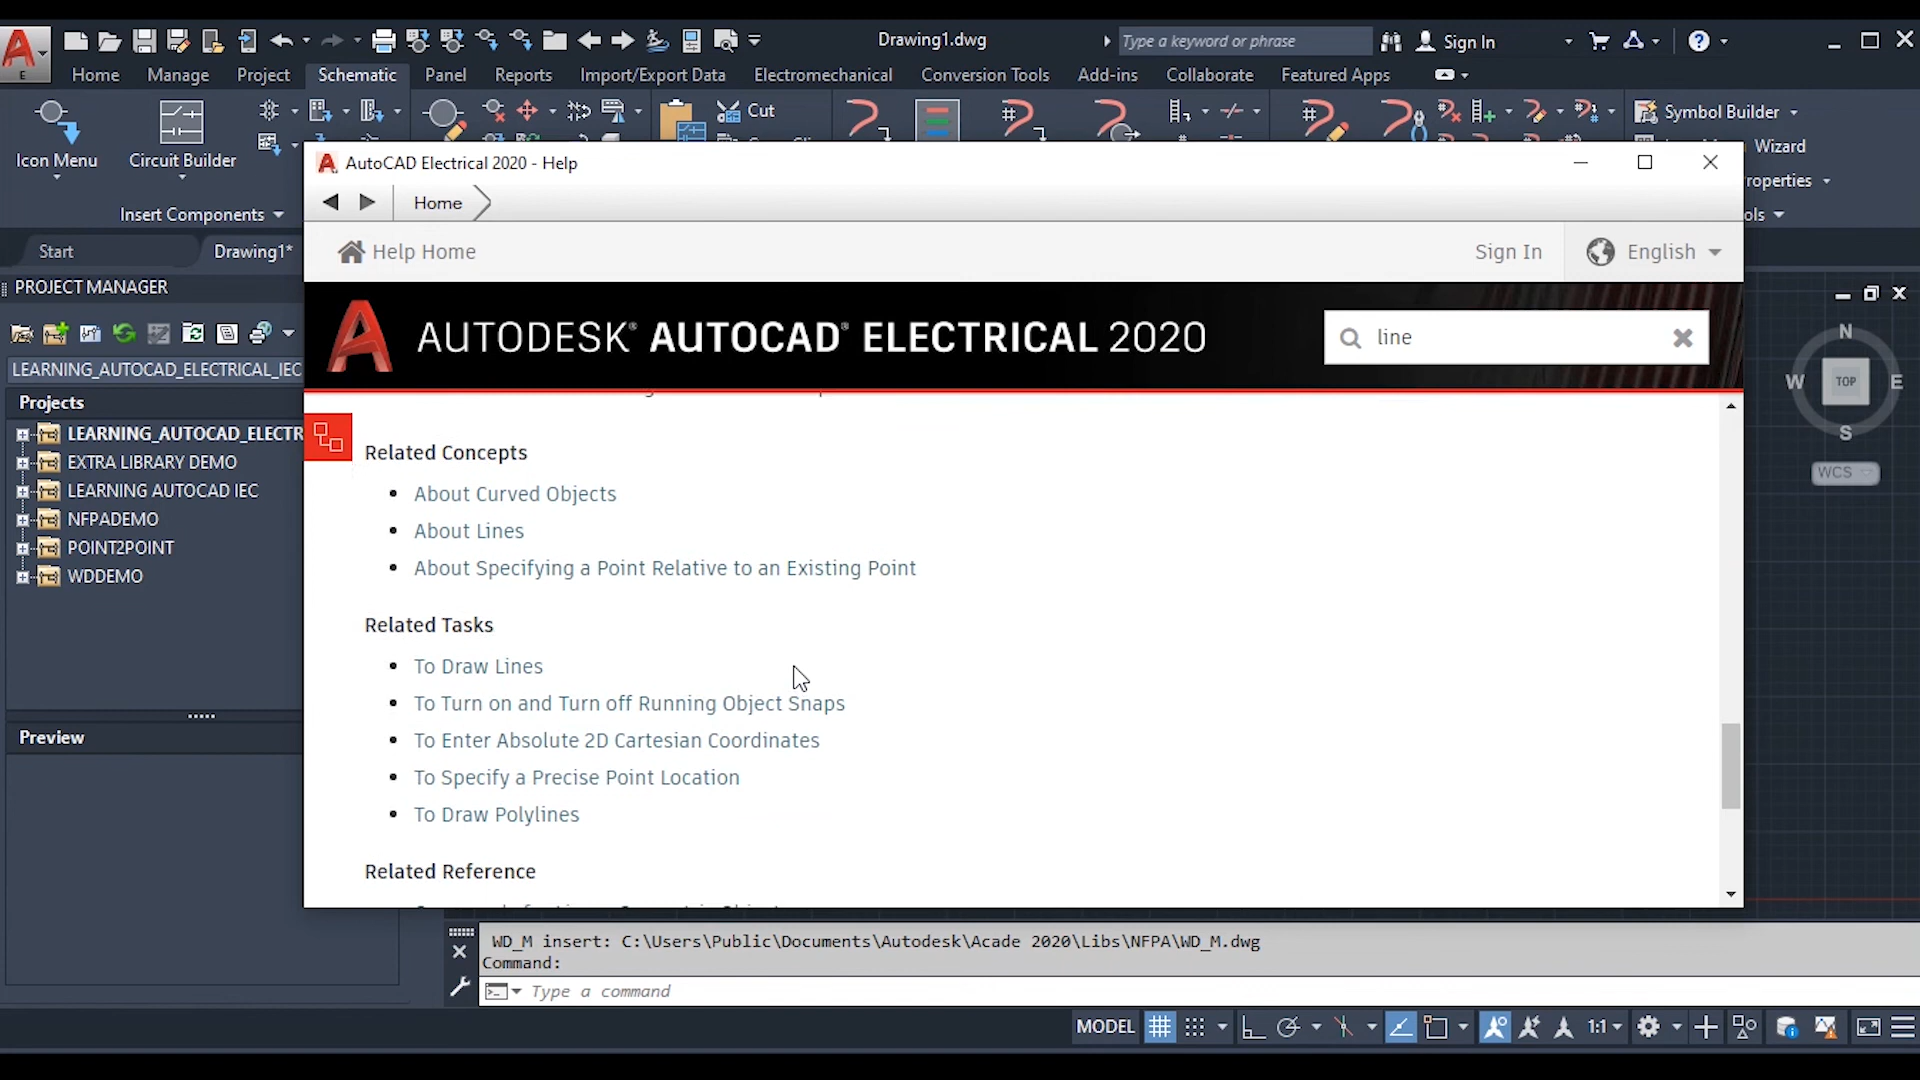 Drawing1.dwg
Type a keyword or phrase
Sign In
Home Manage Project Schematic Panel Reports Import/Export Data Electromechanical Conversion Tools Add-ins Collaborate Featured Apps
Cut
Symbol Builder
Icon Menu
Circuit Builder
Wizard
roperties
Insert Components
ols
E
AutoCAD Electrical 2020 - Help
Home
Start
Drawing1*
Help Home
Sign In
English
PROJECT MANAGER
LEARNING_AUTOCAD_ELECTRICAL_IEC
Projects
LEARNING_AUTOCAD_ELECTR
EXTRA LIBRARY DEMO
LEARNING AUTOCAD IEC
NFPADEMO
POINT2POINT
WDDEMO
Preview
AUTODESK® AUTOCAD® ELECTRICAL 2020
line
Related Concepts
• About Curved Objects
• About Lines
• About Specifying a Point Relative to an Existing Point
Related Tasks
• To Draw Lines
• To Turn on and Turn off Running Object Snaps
• To Enter Absolute 2D Cartesian Coordinates
• To Specify a Precise Point Location
• To Draw Polylines
Related Reference
N
W TOP E
S
WCS
WD_M insert: C:\Users\Public\Documents\Autodesk\Acade 2020\Libs\NFPA\WD_M.dwg
Command:
Type a command
MODEL
1:1